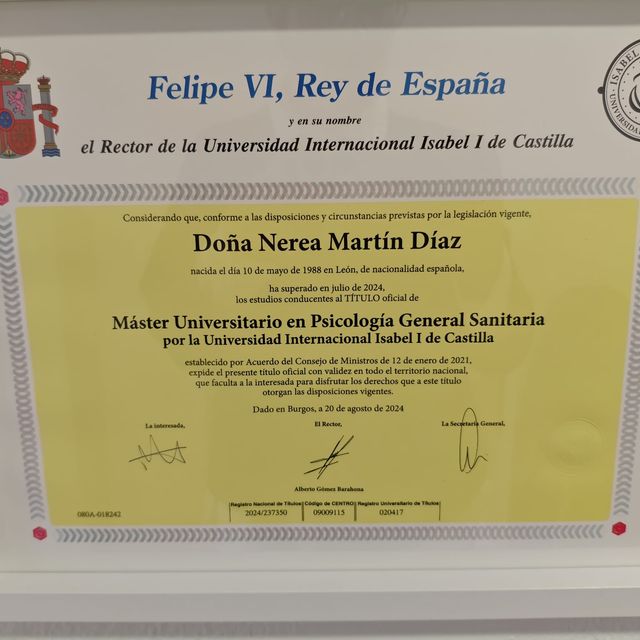 Felipe VI, Rey de España
y en su nombre
el Rector de la Universidad Internacional Isabel I de Castilla
ISABEL
Considerando que, conforme a las disposiciones y circunstancias previstas por la legislación vigente,
Doña Nerea Martín Díaz
nacida el día 10 de mayo de 1988 en León, de nacionalidad española,
ha superado en julio de 2024,
los estudios conducentes al TÍTULO oficial de
Máster Universitario en Psicología General Sanitaria
por la Universidad Internacional Isabel I de Castilla
establecido por Acuerdo del Consejo de Ministros de 12 de enero de 2021,
expide el presente título oficial con validez en todo el territorio nacional,
que faculta a la interesada para disfrutar los derechos que a este título
otorgan las disposiciones vigentes.
Dado en Burgos, a 20 de agosto de 2024
La interesada, El Rector, La Secretaria General,
Alberto Gómez Barahona
Registro Nacional de Títulos Código de CENTRO Registro Universitario de Títulos
2024/237350 09009115 020417
080A-018242